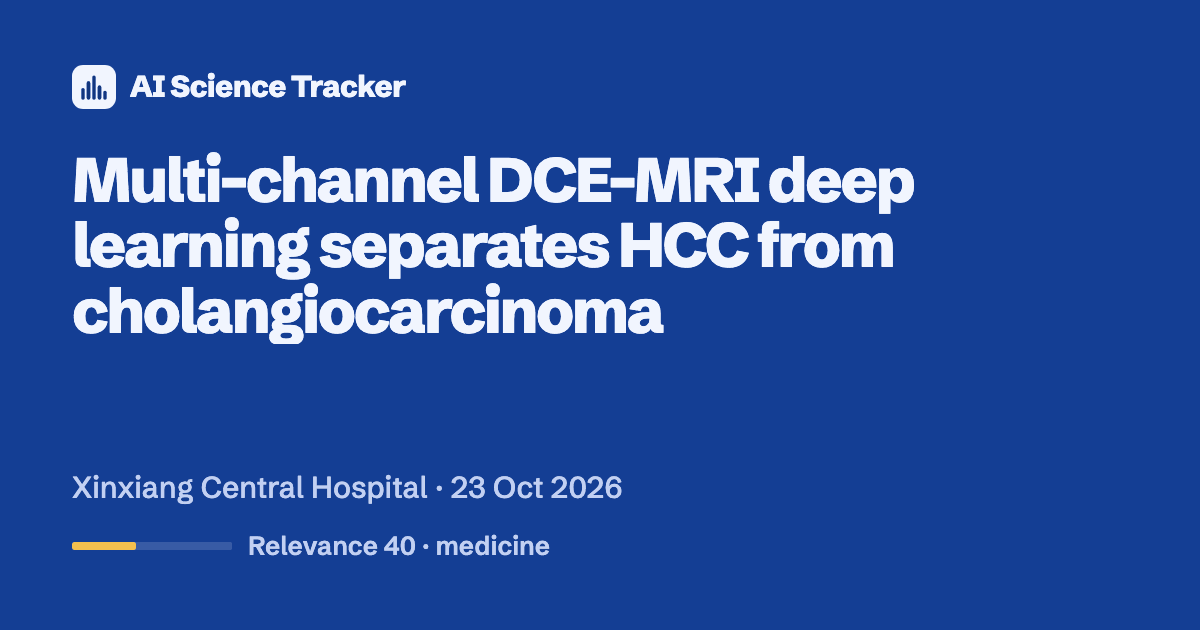 AI Science Tracker
Multi-channel DCE-MRI deep
learning separates HCC from
cholangiocarcinoma
Xinxiang Central Hospital · 23 Oct 2026
Relevance 40 · medicine